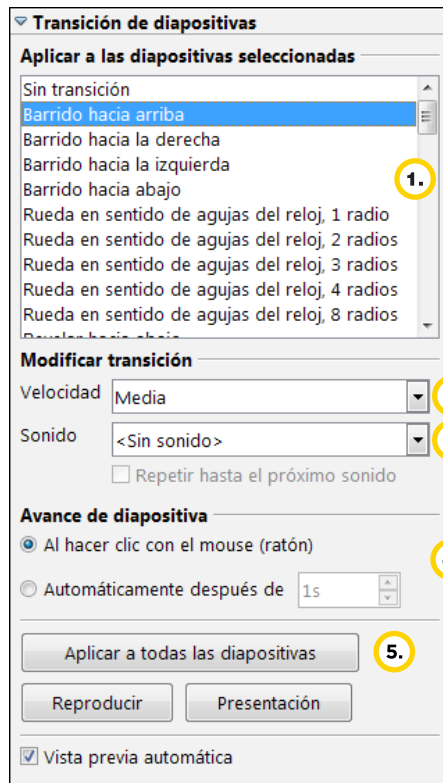 Transición de diapositivas
Aplicar a las diapositivas seleccionadas
Sin transición
Barrido hacia arriba
Barrido hacia la derecha
Barrido hacia la izquierda
Barrido hacia abajo
1.
Rueda en sentido de agujas del reloj, 1 radio
Rueda en sentido de agujas del reloj, 2 radios
Rueda en sentido de agujas del reloj, 3 radios
Rueda en sentido de agujas del reloj, 4 radios
Rueda en sentido de agujas del reloj, 8 radios
Revelar hacia abajo
Modificar transición
Velocidad Media
Sonido <Sin sonido>
Repetir hasta el próximo sonido
Avance de diapositiva
Al hacer clic con el mouse (ratón)
Automáticamente después de 1s
Aplicar a todas las diapositivas 5.
Reproducir Presentación
Vista previa automática